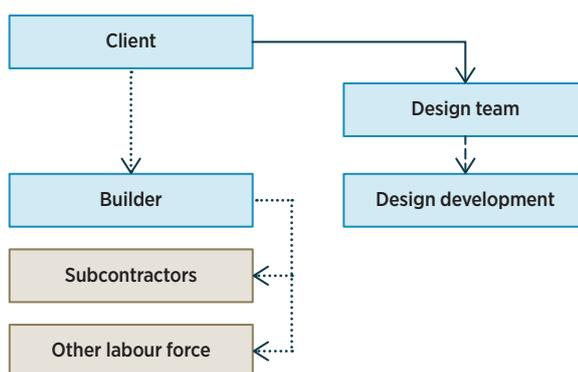 Client
Design team
Builder
Design development
Subcontractors
Other labour force